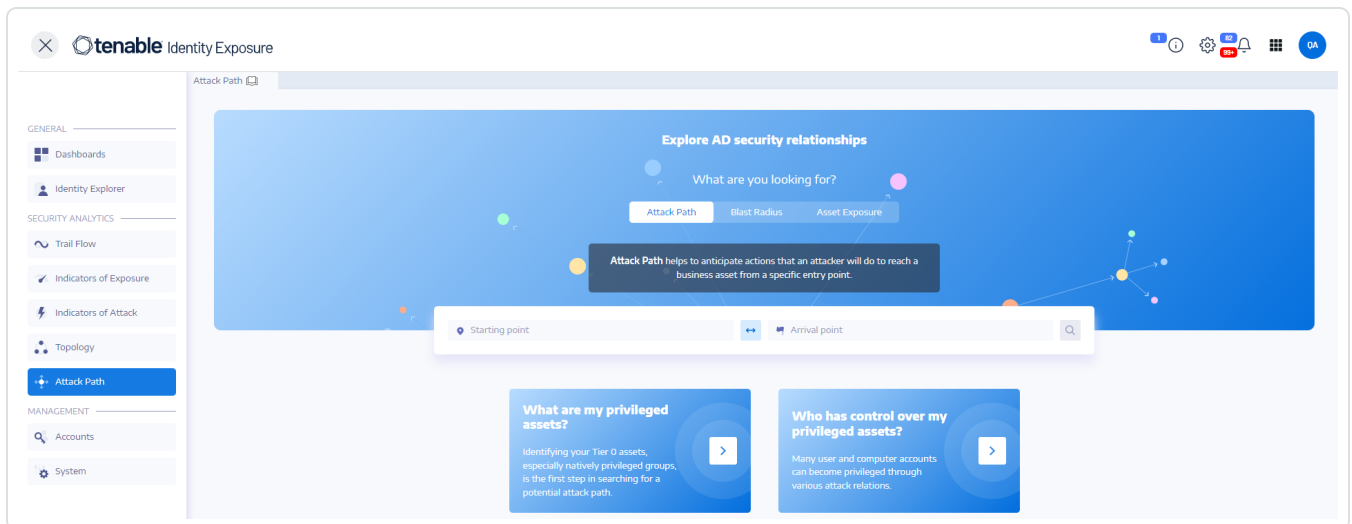 tenable Identity Exposure
1
82
99+
QA
Attack Path
GENERAL
Dashboards
Identity Explorer
SECURITY ANALYTICS
Trail Flow
Indicators of Exposure
Indicators of Attack
Topology
Attack Path
MANAGEMENT
Accounts
System
Explore AD security relationships
What are you looking for?
Attack Path Blast Radius Asset Exposure
Attack Path helps to anticipate actions that an attacker will do to reach a
business asset from a specific entry point.
Starting point Arrival point
What are my privileged
assets?
Identifying your Tier 0 assets,
especially natively privileged groups,
is the first step in searching for a
potential attack path.
Who has control over my
privileged assets?
Many user and computer accounts
can become privileged through
various attack relations.